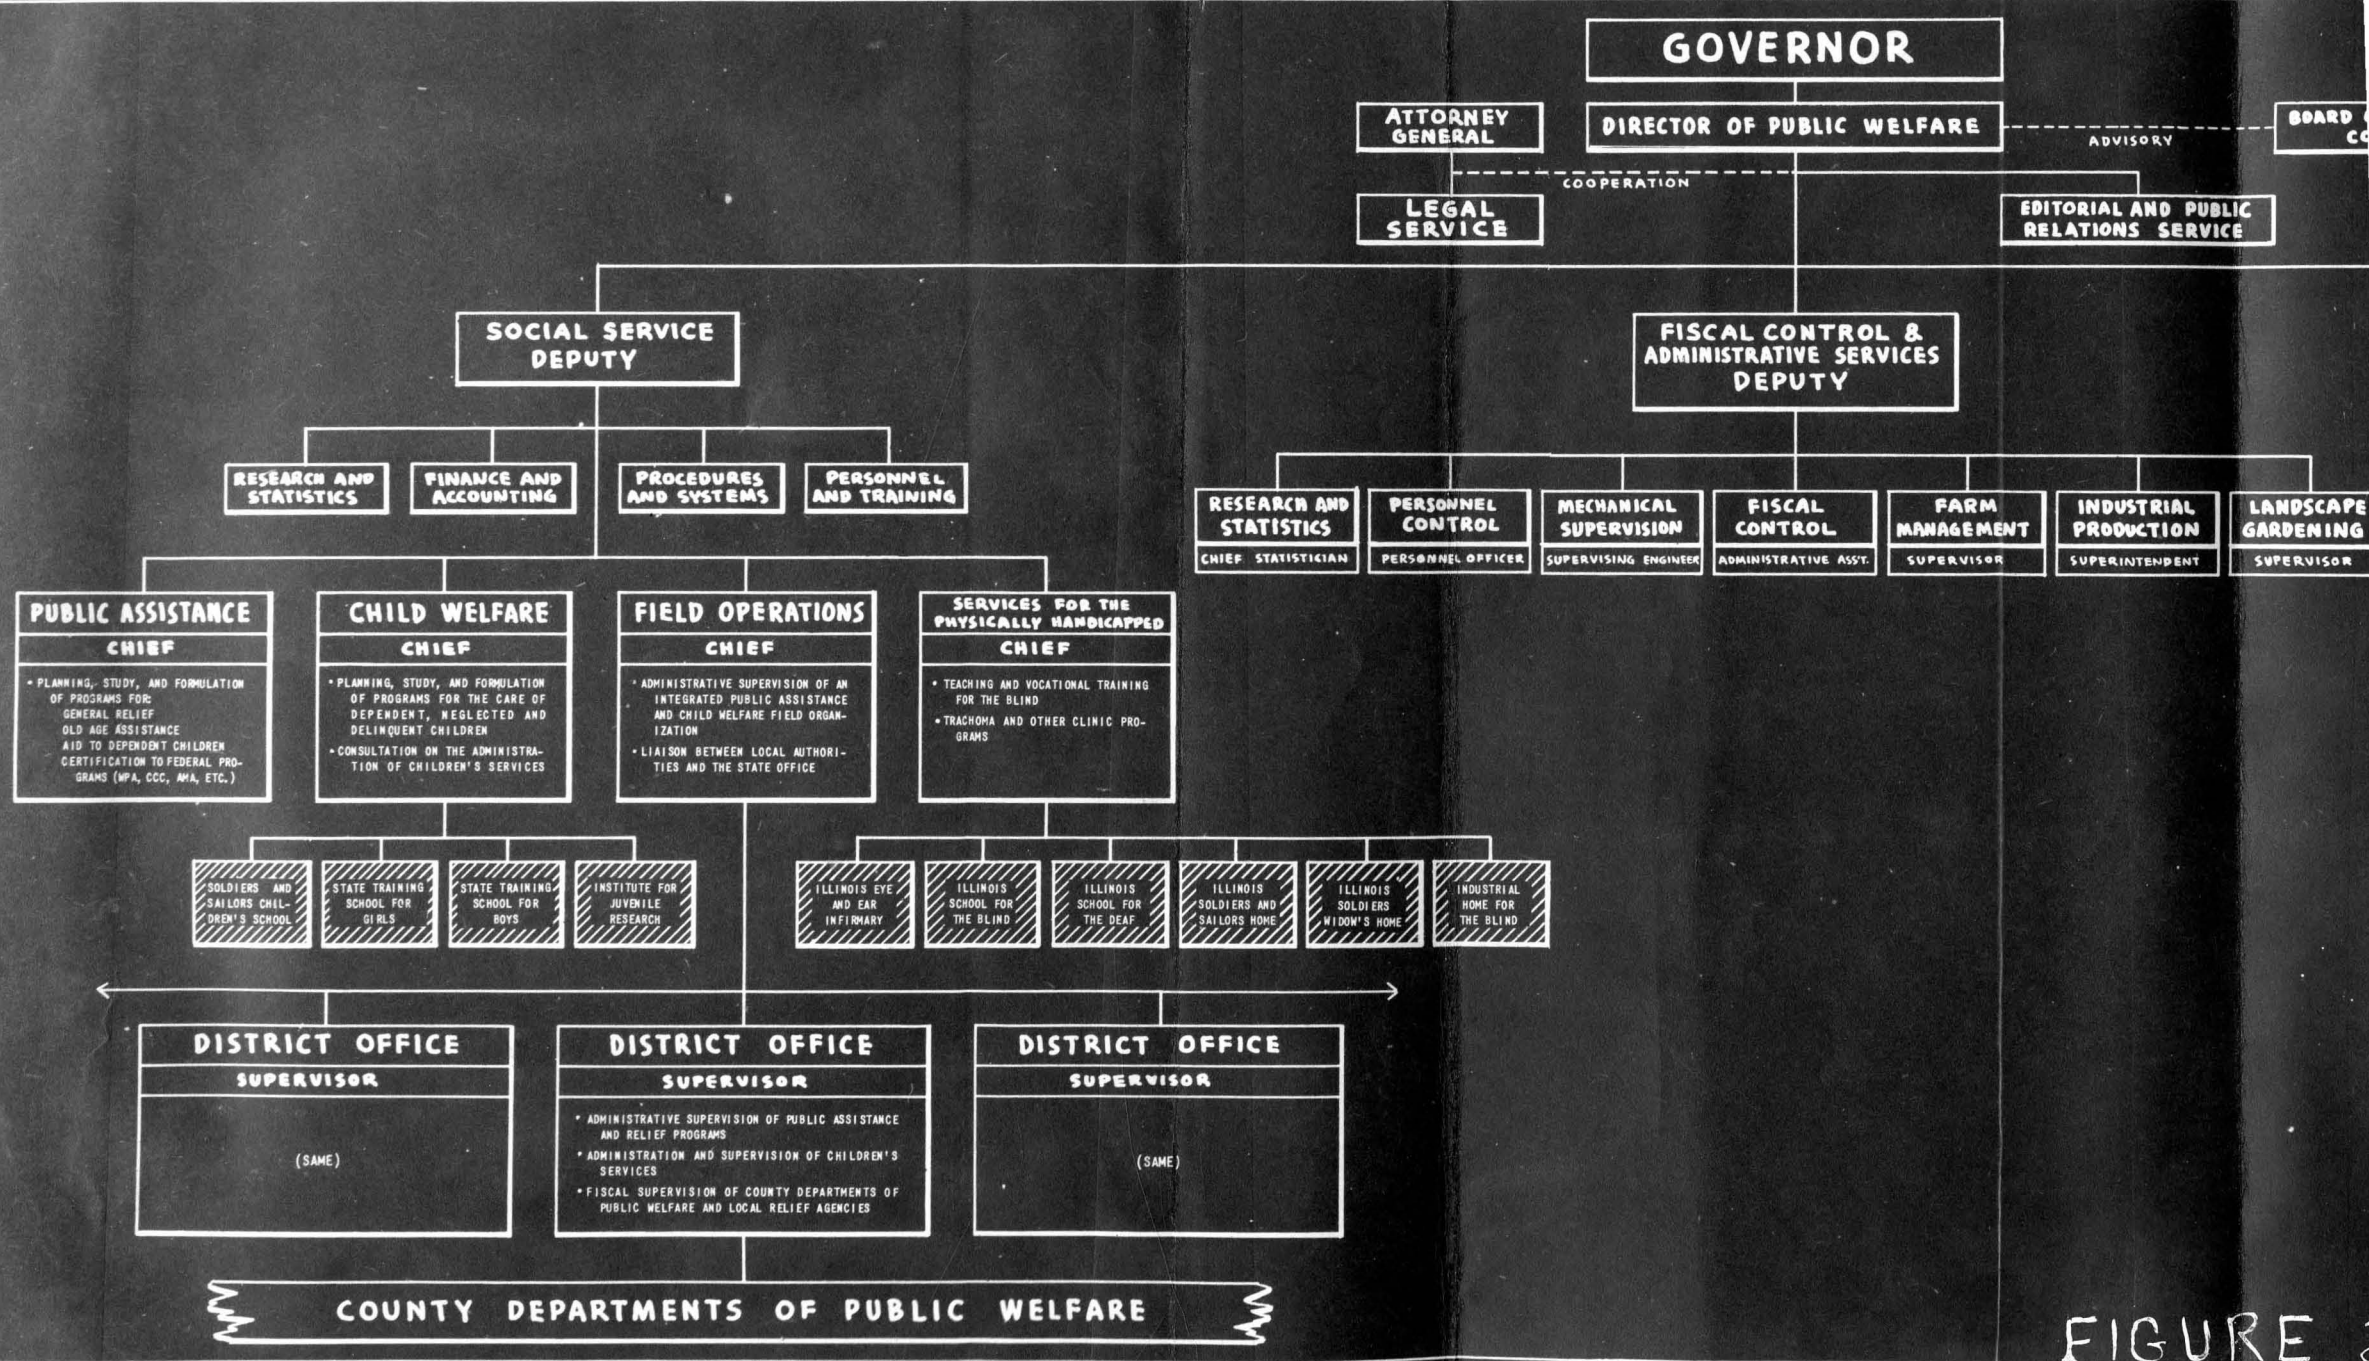 GOVERNOR
ATTORNEY
GENERAL
DIRECTOR OF PUBLIC WELFARE
ADVISORY
BOARD
COOPERATION
LEGAL
SERVICE
EDITORIAL AND PUBLIC
RELATIONS SERVICE
SOCIAL SERVICE
DEPUTY
FISCAL CONTROL &
ADMINISTRATIVE SERVICES
DEPUTY
RESEARCH AND
STATISTICS
FINANCE AND
ACCOUNTING
PROCEDURES
AND SYSTEMS
PERSONNEL
AND TRAINING
RESEARCH AND
STATISTICS
CHIEF STATISTICIAN
PERSONNEL
CONTROL
PERSONNEL OFFICER
MECHANICAL
SUPERVISION
SUPERVISING ENGINEER
FISCAL
CONTROL
ADMINISTRATIVE ASS'T.
FARM
MANAGEMENT
SUPERVISOR
INDUSTRIAL
PRODUCTION
SUPERINTENDENT
LANDSCAPE
GARDENING
SUPERVISOR
PUBLIC ASSISTANCE
CHIEF
• PLANNING, STUDY, AND FORMULATION
OF PROGRAMS FOR:
GENERAL RELIEF
OLD AGE ASSISTANCE
AID TO DEPENDENT CHILDREN
CERTIFICATION TO FEDERAL PRO-
GRAMS (WPA, CCC, AMA, ETC.)
CHILD WELFARE
CHIEF
• PLANNING, STUDY, AND FORMULATION
OF PROGRAMS FOR THE CARE OF
DEPENDENT, NEGLECTED AND
DELINQUENT CHILDREN
• CONSULTATION ON THE ADMINISTRA-
TION OF CHILDREN'S SERVICES
FIELD OPERATIONS
CHIEF
• ADMINISTRATIVE SUPERVISION OF AN
INTEGRATED PUBLIC ASSISTANCE
AND CHILD WELFARE FIELD ORGAN-
IZATION
• LIAISON BETWEEN LOCAL AUTHORI-
TIES AND THE STATE OFFICE
SERVICES FOR THE
PHYSICALLY HANDICAPPED
CHIEF
• TEACHING AND VOCATIONAL TRAINING
FOR THE BLIND
• TRACHOMA AND OTHER CLINIC PRO-
GRAMS
SOLDIERS AND
SAILORS CHIL-
DREN'S SCHOOL
STATE TRAINING
SCHOOL FOR
GIRLS
STATE TRAINING
SCHOOL FOR
BOYS
INSTITUTE FOR
JUVENILE
RESEARCH
ILLINOIS EYE
AND EAR
INFIRMARY
ILLINOIS
SCHOOL FOR
THE BLIND
ILLINOIS
SCHOOL FOR
THE DEAF
ILLINOIS
SOLDIERS AND
SAILORS HOME
ILLINOIS
SOLDIERS
WIDOW'S HOME
INDUSTRIAL
HOME FOR
THE BLIND
DISTRICT OFFICE
SUPERVISOR
(SAME)
DISTRICT OFFICE
SUPERVISOR
• ADMINISTRATIVE SUPERVISION OF PUBLIC ASSISTANCE
AND RELIEF PROGRAMS
• ADMINISTRATION AND SUPERVISION OF CHILDREN'S
SERVICES
• FISCAL SUPERVISION OF COUNTY DEPARTMENTS OF
PUBLIC WELFARE AND LOCAL RELIEF AGENCIES
DISTRICT OFFICE
SUPERVISOR
(SAME)
COUNTY DEPARTMENTS OF PUBLIC WELFARE
FIGURE